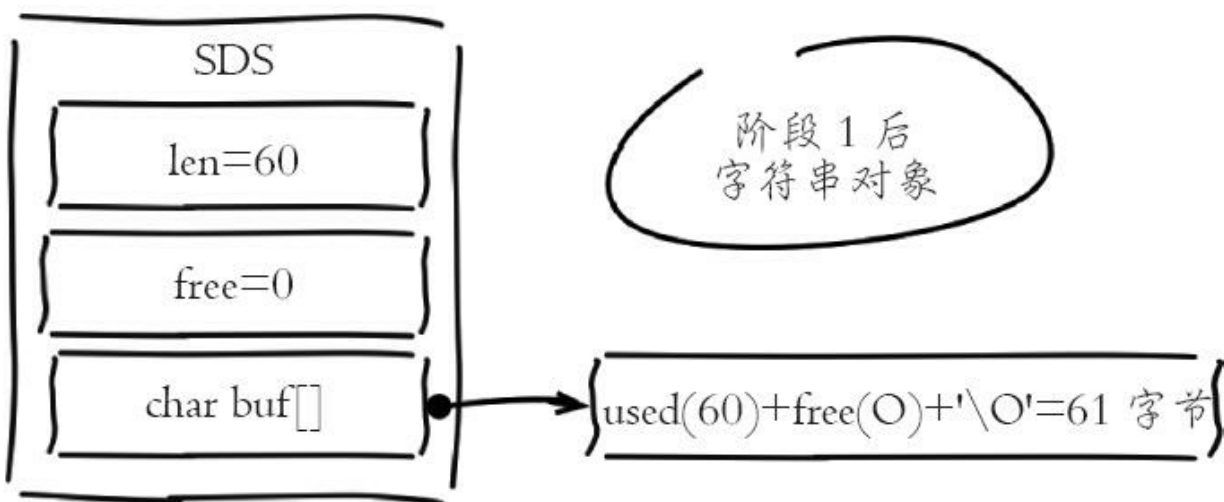 SDS
len=60
free=0
char buf[]
阶段 1 后
字符串对象
used(60)+free(O)+'\O'=61 字节